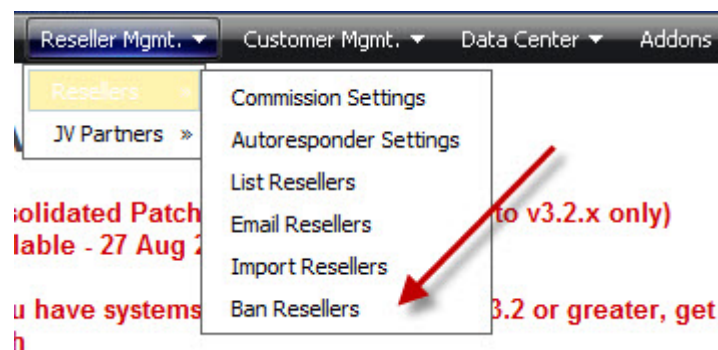 Reseller Mgmt. Customer Mgmt. Data Center Addons
Resellers »
JV Partners »
Commission Settings
Autoresponder Settings
List Resellers
Email Resellers
Import Resellers
Ban Resellers
solidated Patch to v3.2.x only)
lable - 27 Aug
u have systems 3.2 or greater, get
h